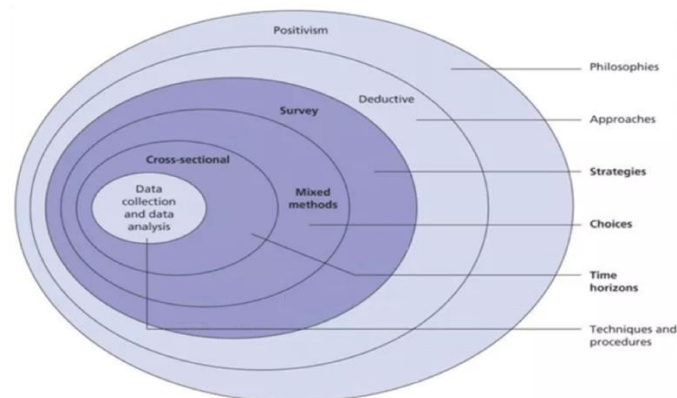 Positivism
Philosophies
Deductive
Survey
Approaches
Cross-sectional
Strategies
Data
collection
and data
analysis
Mixed
methods
Choices
Time
horizons
Techniques and
procedures